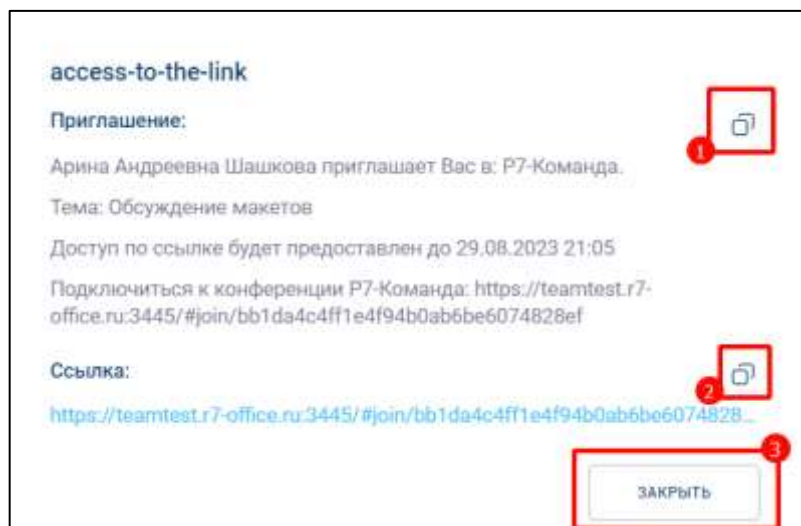 access-to-the-link
Приглашение:
1
Арина Андреевна Шашкова приглашает Вас в: Р7-Команда.
Тема: Обсуждение макетов
Доступ по ссылке будет предоставлен до 29.08.2023 21:05
Подключиться к конференции Р7-Команда: https://teamtest.r7-
office.ru:3445/#join/bb1da4c4ff1e4f94b0ab6be6074828ef
Ссылка:
2
https://teamtest.r7-office.ru:3445/#join/bb1da4c4ff1e4f94b0ab6be6074828...
3
ЗАКРЫТЬ